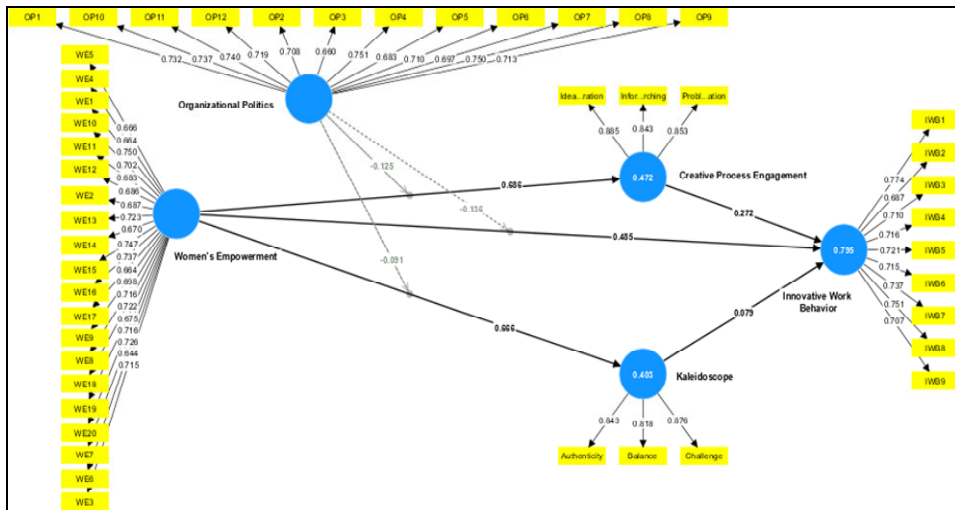 OP1 OP10 OP11 OP12 OP2 OP3 OP4 OP5 OP6 OP7 OP8 OP9
0.732 0.737 0.740 0.719 0.708 0.660 0.751 0.683 0.710 0.697 0.750 0.713
Organizational Politics
WE5
WE4
WE1
WE10
WE11
WE12
WE2
WE13
WE14
WE15
WE16
WE17
WE9
WE8
WE18
WE19
WE20
WE7
WE6
WE3
0.666
0.664
0.750
0.702
0.683
0.686
0.687
0.723
0.670
0.747
0.737
0.664
0.698
0.716
0.722
0.675
0.716
0.726
0.644
0.715
Women's Empowerment
-0.125
-0.136
-0.091
0.686
0.485
0.666
Idea...ration Infor...rching Probl...ation
0.885 0.843 0.853
0.472
Creative Process Engagement
0.272
0.079
0.403
Kaleidoscope
0.843 0.818 0.876
Authenticity Balance Challenge
Innovative Work
Behavior
0.774
0.687
0.710
0.716
0.721
0.715
0.737
0.751
0.707
IWB1
IWB2
IWB3
IWB4
IWB5
IWB6
IWB7
IWB8
IWB9